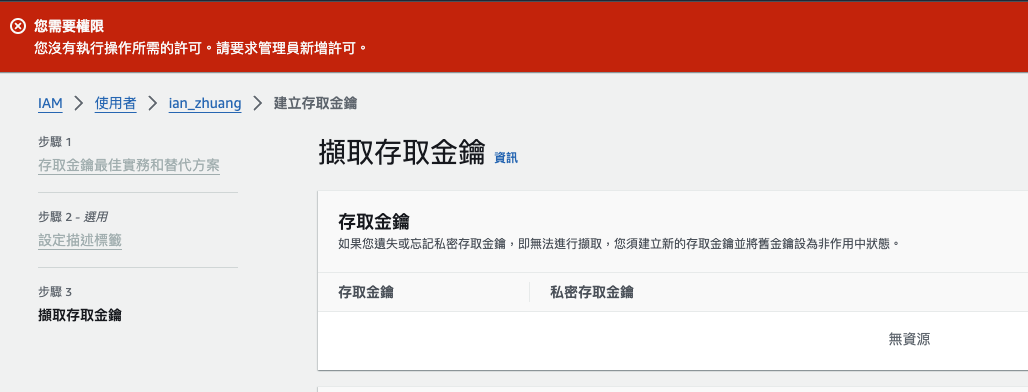 您需要權限
您沒有執行操作所需的許可。請要求管理員新增許可。
IAM > 使用者 > ian_zhuang > 建立存取金鑰
步驟 1
存取金鑰最佳實務和替代方案
步驟 2 - 選用
設定描述標籤
步驟 3
擷取存取金鑰
擷取存取金鑰 資訊
存取金鑰
如果您遺失或忘記私密存取金鑰，即無法進行擷取，您須建立新的存取金鑰並將舊金鑰設為非作用中狀態。
存取金鑰 私密存取金鑰
無資源